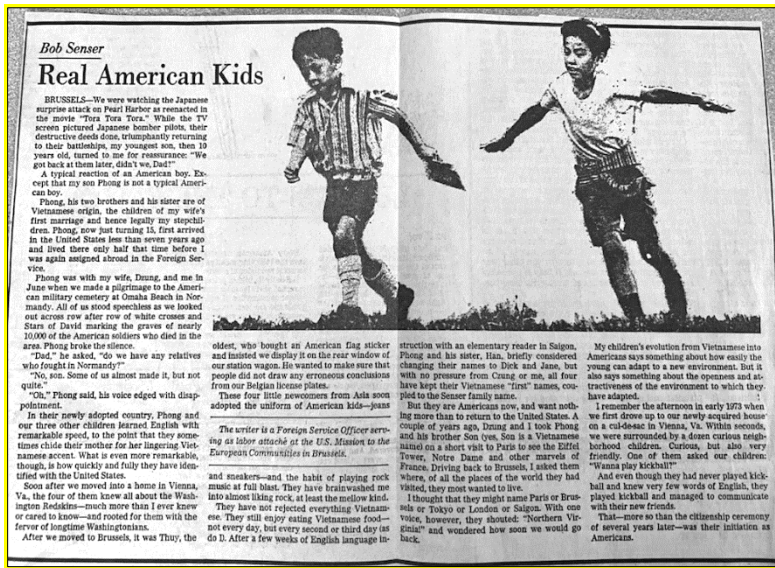 Bob Senser
Real American Kids
BRUSSELS—We were watching the Japanese
surprise attack on Pearl Harbor as reenacted in
the movie "Tora Tora Tora." While the TV
screen pictured Japanese bomber pilots, their
destructive deeds done, triumphantly returning
to their battleships, my youngest son, then 10
years old, turned to me for reassurance: "We
got back at them later, didn't we, Dad?"
A typical reaction of an American boy. Ex-
cept that my son Phong is not a typical Ameri-
can boy.
Phong, his two brothers and his sister are of
Vietnamese origin, the children of my wife's
first marriage and hence legally my stepchil-
dren. Phong, now just turning 15, first arrived
in the United States less than seven years ago
and lived there only half that time before I
was again assigned abroad in the Foreign Ser-
vice.
Phong was with my wife, Dzung, and me in
June when we made a pilgrimage to the Ameri-
can military cemetery at Omaha Beach in Nor-
mandy. All of us stood speechless as we looked
out across row after row of white crosses and
Stars of David marking the graves of nearly
10,000 of the American soldiers who died in the
area. Phong broke the silence.
"Dad," he asked, "do we have any relatives
who fought in Normandy?"
"No, son. Some of us almost made it, but not
quite."
"Oh," Phong said, his voice edged with disap-
pointment.
In their newly adopted country, Phong and
our three other children learned English with
remarkable speed, to the point that they some-
times chide their mother for her lingering Viet-
namese accent. What is even more remarkable,
though, is how quickly and fully they have iden-
tified with the United States.
Soon after we moved into a home in Vienna,
Va., the four of them knew all about the Wash-
ington Redskins—much more than I ever knew
or cared to know—and rooted for them with the
fervor of longtime Washingtonians.
After we moved to Brussels, it was Thuy, the
oldest, who bought an American flag sticker
and insisted we display it on the rear window of
our station wagon. He wanted to make sure that
people did not draw any erroneous conclusions
from our Belgian license plates.
These four little newcomers from Asia soon
adopted the uniform of American kids—jeans
The writer is a Foreign Service Officer serv-
ing as labor attaché at the U.S. Mission to the
European Communities in Brussels.
and sneakers—and the habit of playing rock
music at full blast. They have brainwashed me
into almost liking rock, at least the mellow kind.
They have not rejected everything Vietnam-
ese. They still enjoy eating Vietnamese food—
not every day, but every second or third day (as
do I). After a few weeks of English language in-
struction with an elementary reader in Saigon,
Phong and his sister, Han, briefly considered
changing their names to Dick and Jane, but
with no pressure from Czung or me, all four
have kept their Vietnamese "first" names, cou-
pled to the Senser family name.
But they are Americans now, and want noth-
ing more than to return to the United States. A
couple of years ago, Dzung and I took Phong
and his brother Son (yes, Son is a Vietnamese
name) on a short visit to Paris to see the Eiffel
Tower, Notre Dame and other marvels of
France. Driving back to Brussels, I asked them
where, of all the places of the world they had
visited, they most wanted to live.
I thought that they might name Paris or Brus-
sels or Tokyo or London or Saigon. With one
voice, however, they shouted: "Northern Vir-
ginia!" and wondered how soon we would go
back.
My children's evolution from Vietnamese into
Americans says something about how easily the
young can adapt to a new environment. But it
also says something about the openness and at-
tractiveness of the environment to which they
have adapted.
I remember the afternoon in early 1973 when
we first drove up to our newly acquired house
on a cul-de-sac in Vienna, Va. Within seconds,
we were surrounded by a dozen curious neigh-
borhood children. Curious, but also very
friendly. One of them asked our children:
"Wanna play kickball?"
And even though they had never played kick-
ball and knew very few words of English, they
played kickball and managed to communicate
with their new friends.
That—more so than the citizenship ceremony
of several years later—was their initiation as
Americans.